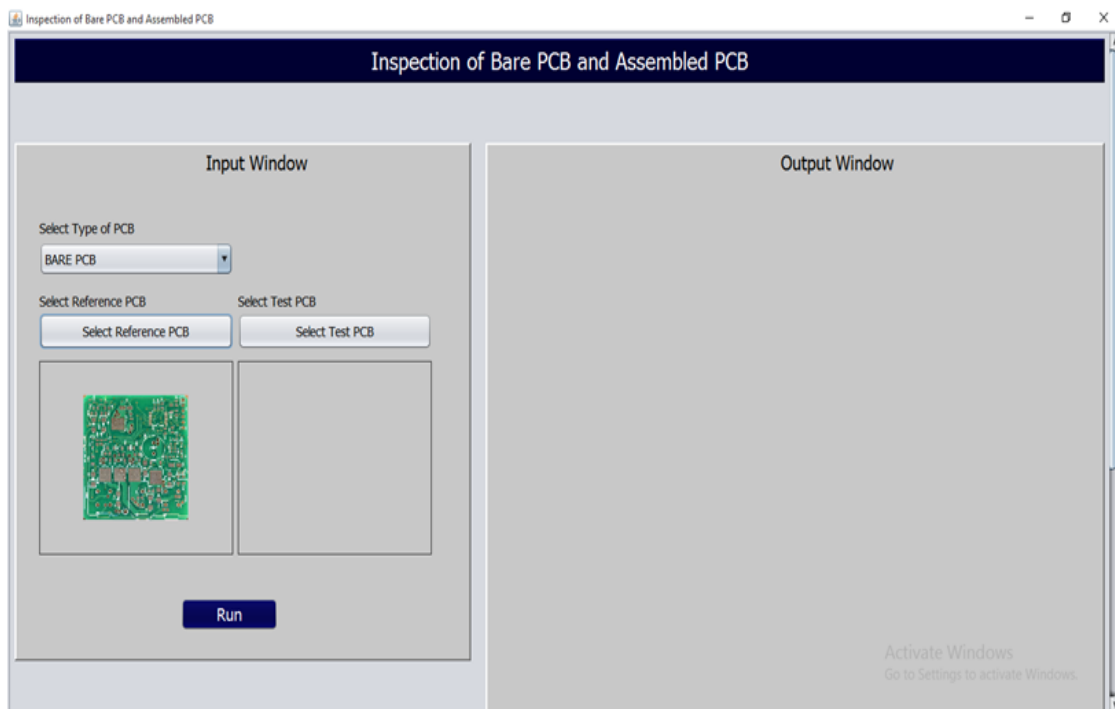 Inspection of Bare PCB and Assembled PCB
Inspection of Bare PCB and Assembled PCB
Input Window
Select Type of PCB
BARE PCB
Select Reference PCB Select Test PCB
Select Reference PCB Select Test PCB
Run
Output Window
Activate Windows
Go to Settings to activate Windows.